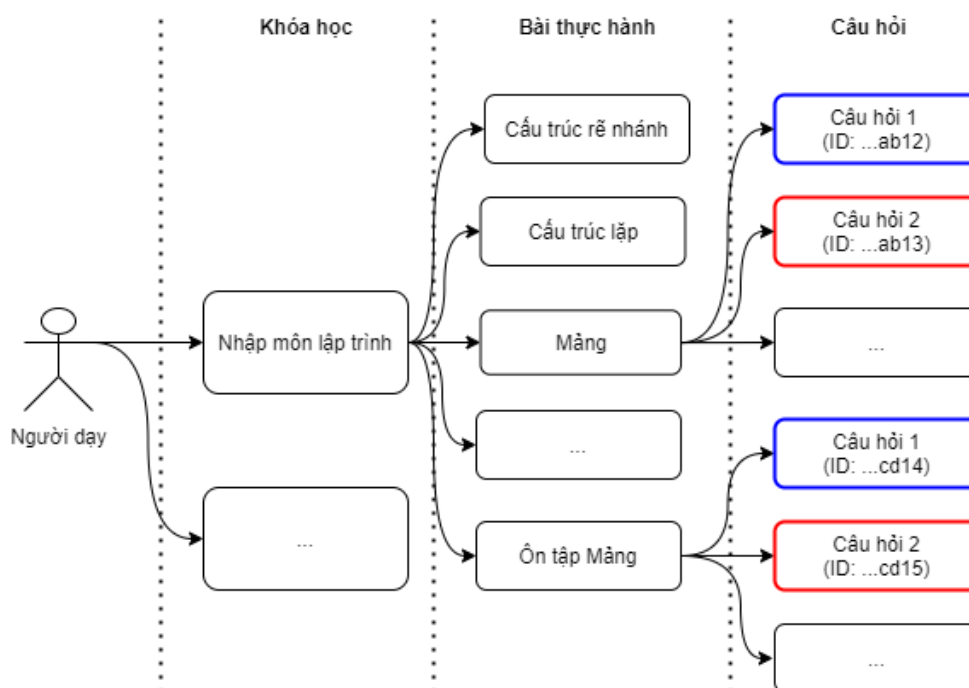 Khóa học
Bài thực hành
Câu hỏi
Cấu trúc rẽ nhánh
Câu hỏi 1
(ID: ...ab12)
Cấu trúc lặp
Câu hỏi 2
(ID: ...ab13)
Người dạy
Nhập môn lập trình
Mảng
...
...
Câu hỏi 1
(ID: ...cd14)
...
Ôn tập Mảng
Câu hỏi 2
(ID: ...cd15)
...